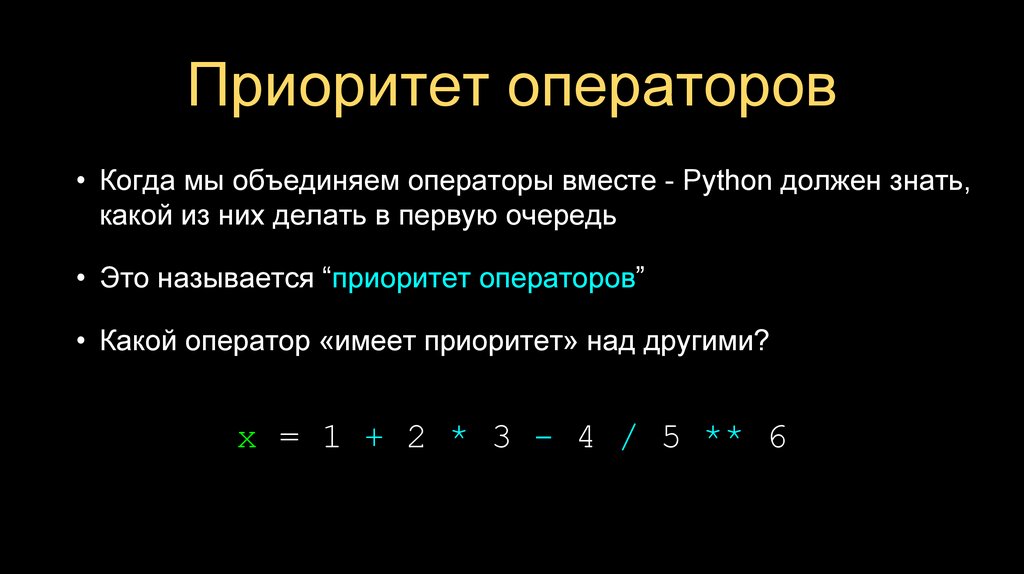 Приоритет операторов
• Когда мы объединяем операторы вместе - Python должен знать,
какой из них делать в первую очередь
• Это называется “приоритет операторов”
• Какой оператор «имеет приоритет» над другими?
x = 1 + 2 * 3 - 4 / 5 ** 6